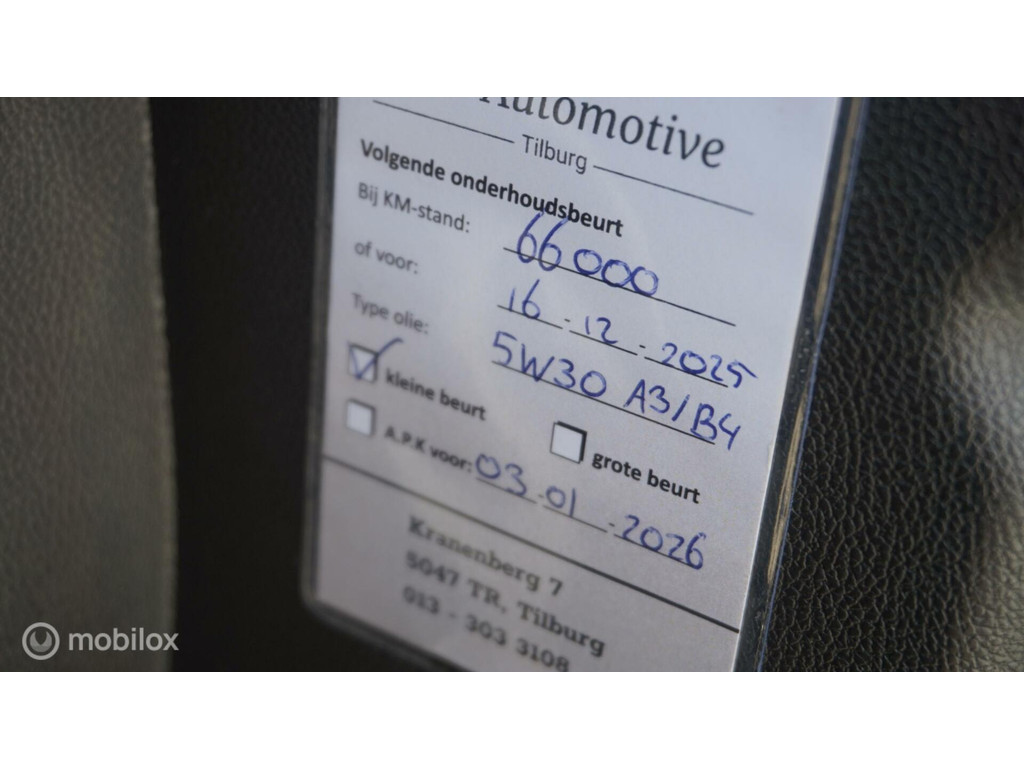 Automotive
Tilburg
Volgende onderhoudsbeurt
Bij KM-stand: 66000
of voor: 16-12-2025
Type olie: 5W30 A3/B4
kleine beurt
grote beurt
A.P.K voor: 03-01-2026
Kranenberg 7
5047 TR, Tilburg
013 - 303 3108
mobilox